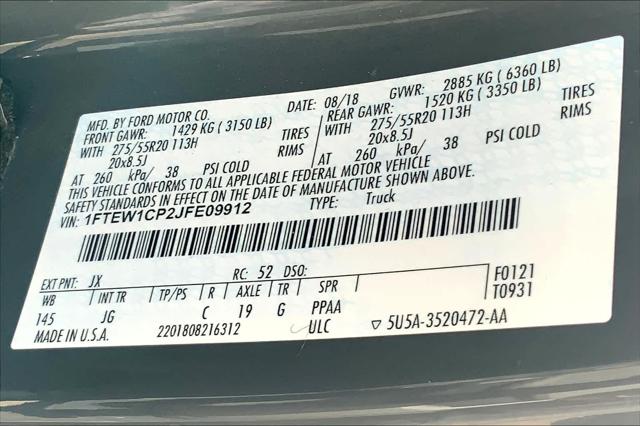 MFD. BY FORD MOTOR CO. DATE: 08/18 GVWR: 2885 KG ( 6360 LB)
FRONT GAWR: 1429 KG ( 3150 LB) REAR GAWR: 1520 KG ( 3350 LB)
WITH 275/55R20 113H TIRES WITH 275/55R20 113H TIRES
20x8.5J RIMS 20x8.5J RIMS
AT 260 kPa/ 38 PSI COLD AT 260 kPa/ 38 PSI COLD
THIS VEHICLE CONFORMS TO ALL APPLICABLE FEDERAL MOTOR VEHICLE
SAFETY STANDARDS IN EFFECT ON THE DATE OF MANUFACTURE SHOWN ABOVE.
VIN: 1FTEW1CP2JFE09912 TYPE: Truck
EXT PNT: JX RC: 52 DSO: F0121
WB INT TR TP/PS R AXLE TR SPR T0931
145 JG C 19 G PPAA
MADE IN U.S.A. 2201808216312 ULC ▽ 5U5A-3520472-AA